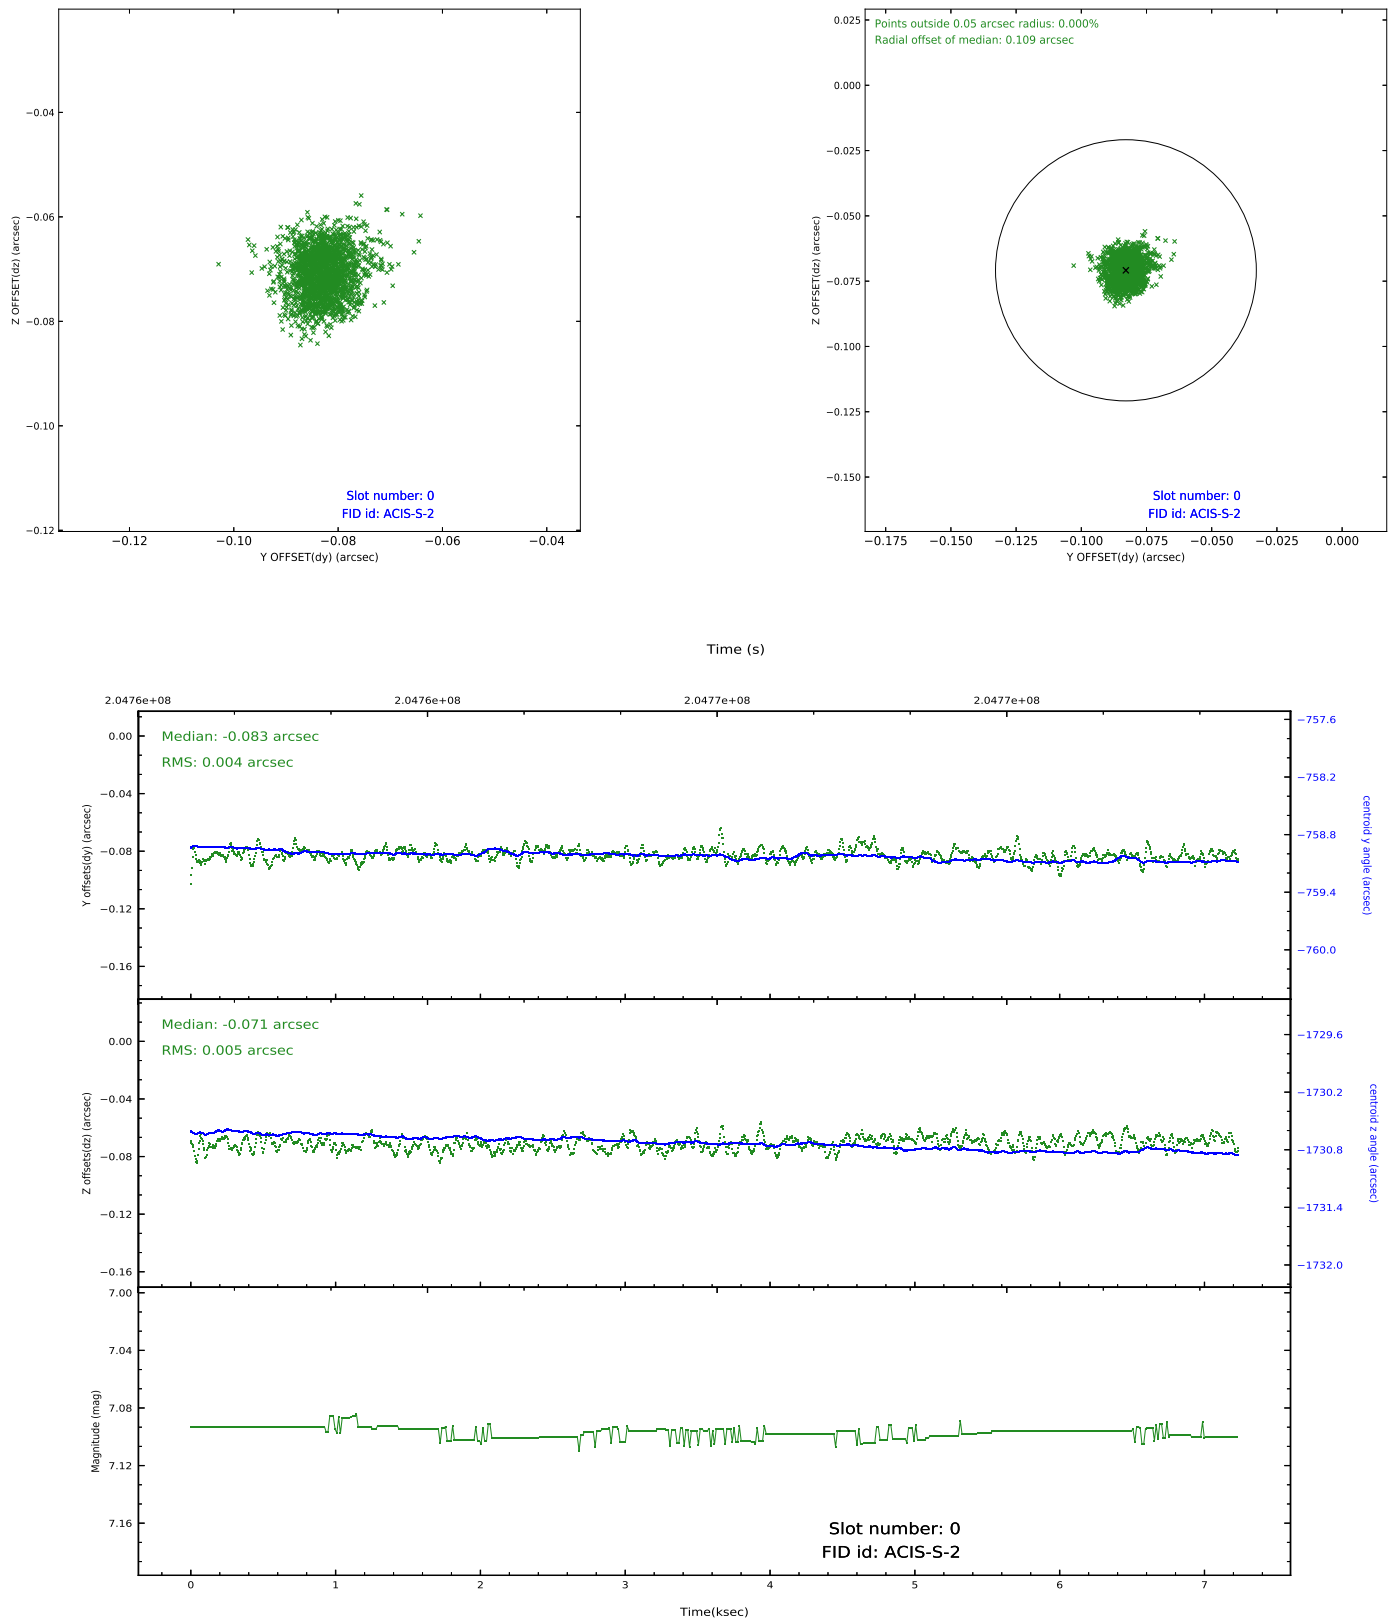 −0.04
−0.06
−0.08
−0.10
−0.12
Z OFFSET(dz) (arcsec)
Slot number: 0
FID id: ACIS-S-2
−0.12
−0.10
−0.08
−0.06
−0.04
Y OFFSET(dy) (arcsec)
Points outside 0.05 arcsec radius: 0.000%
Radial offset of median: 0.109 arcsec
0.025
0.000
−0.025
−0.050
−0.075
−0.100
−0.125
−0.150
Z OFFSET(dz) (arcsec)
Slot number: 0
FID id: ACIS-S-2
−0.175
−0.150
−0.125
−0.100
−0.075
−0.050
−0.025
0.000
Y OFFSET(dy) (arcsec)
Time (s)
2.0476e+08
2.0476e+08
2.0477e+08
2.0477e+08
Median: -0.083 arcsec
RMS: 0.004 arcsec
0.00
−0.04
−0.08
−0.12
−0.16
Y offsets(dy) (arcsec)
−757.6
−758.2
−758.8
−759.4
−760.0
centroid y angle (arcsec)
Median: -0.071 arcsec
RMS: 0.005 arcsec
0.00
−0.04
−0.08
−0.12
−0.16
Z offsets(dz) (arcsec)
−1729.6
−1730.2
−1730.8
−1731.4
−1732.0
centroid z angle (arcsec)
7.00
7.04
7.08
7.12
7.16
Magnitude (mag)
Slot number: 0
FID id: ACIS-S-2
0
1
2
3
4
5
6
7
Time(ksec)